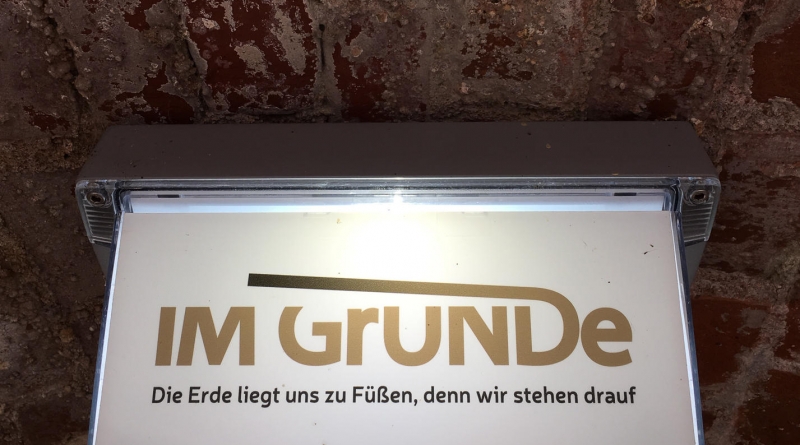 IM GrUNDe
Die Erde liegt uns zu Füßen, denn wir stehen drauf